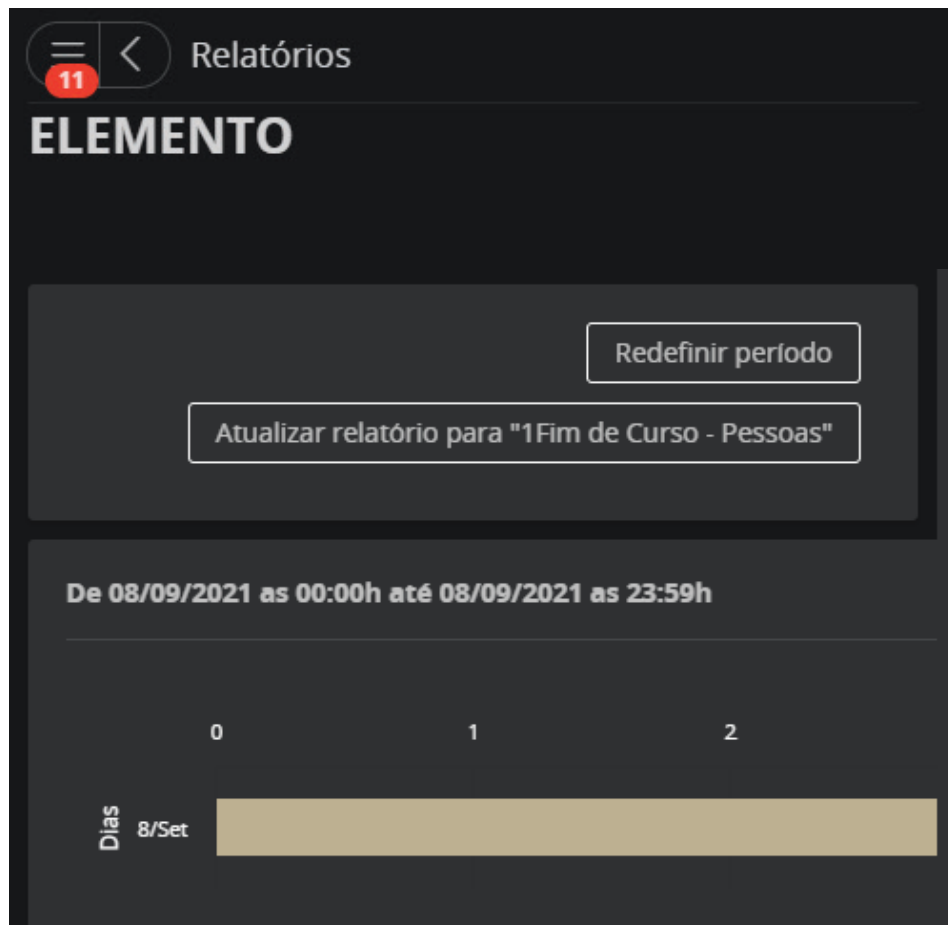 11
Relatórios
ELEMENTO
Redefinir período
Atualizar relatório para "1Fim de Curso - Pessoas"
De 08/09/2021 as 00:00h até 08/09/2021 as 23:59h
0 1 2
Dias
8/Set